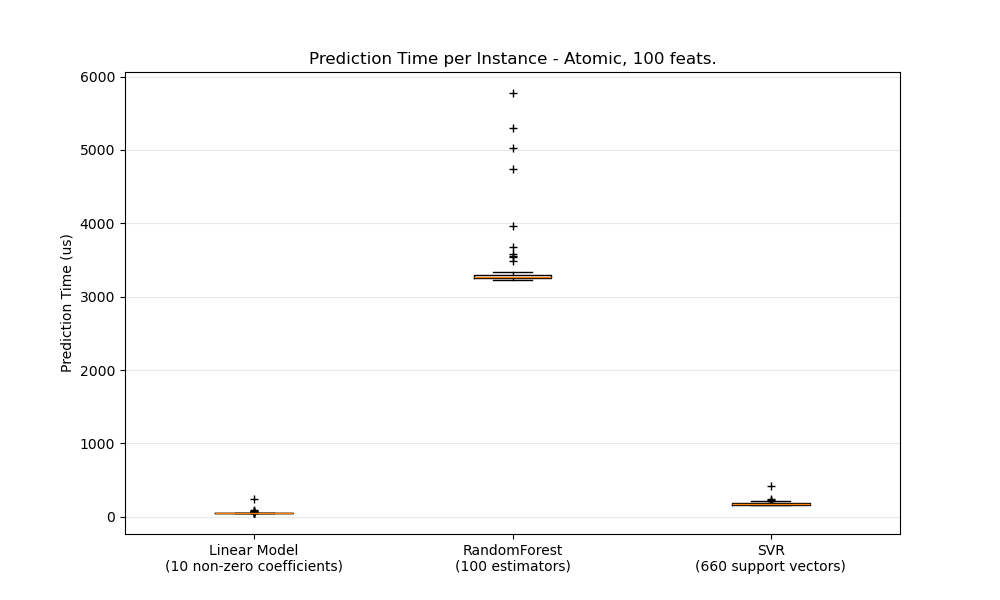 Prediction Time per Instance - Atomic, 100 feats.
6000
5000
4000
3000
2000
1000
0
Prediction Time (us)
Linear Model
(10 non-zero coefficients)
RandomForest
(100 estimators)
SVR
(660 support vectors)